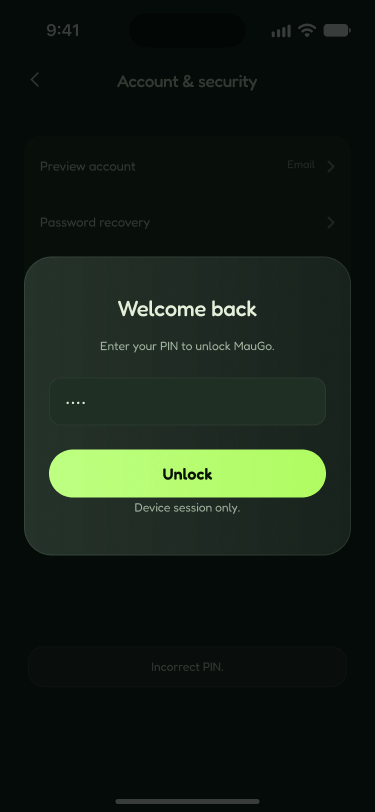 9:41
Account & security
Preview account
Email
Password recovery
Welcome back
Enter your PIN to unlock MauGo.
••••
Unlock
Device session only.
Incorrect PIN.